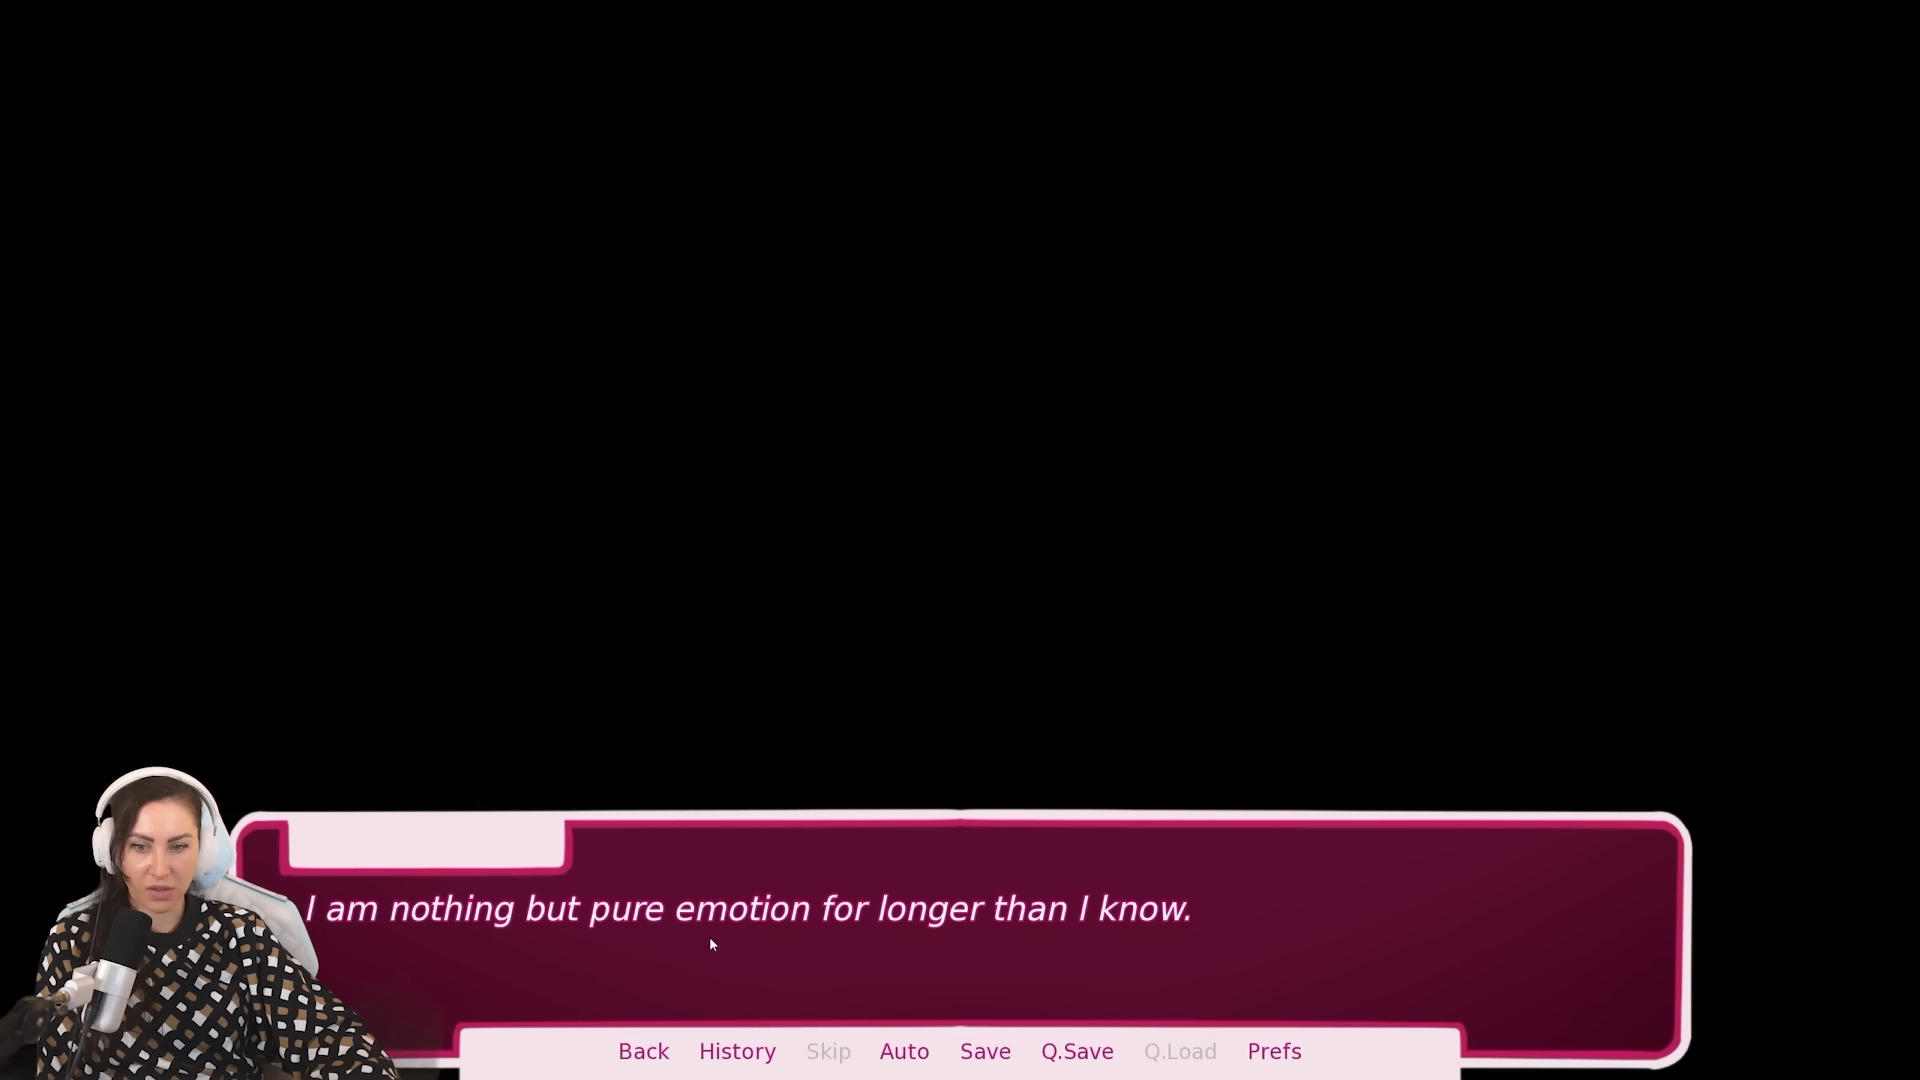 I am nothing but pure emotion for longer than I know.
Back History Skip Auto Save Q.Save Q.Load Prefs